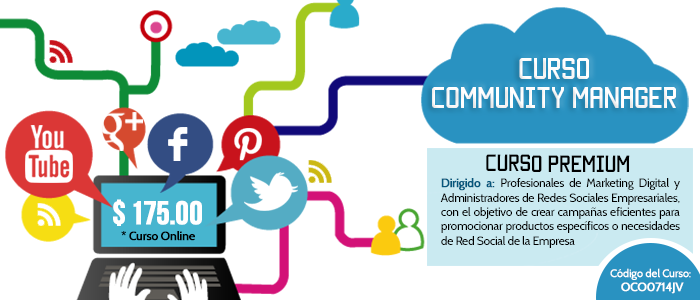 CURSO
COMMUNITY MANAGER
CURSO PREMIUM
Dirigido a: Profesionales de Marketing Digital y
Administradores de Redes Sociales Empresariales,
con el objetivo de crear campañas eficientes para
promocionar productos específicos o necesidades
de Red Social de la Empresa
Código del Curso:
OCO0714JV
You
Tube
g+
f
$ 175.00
* Curso Online